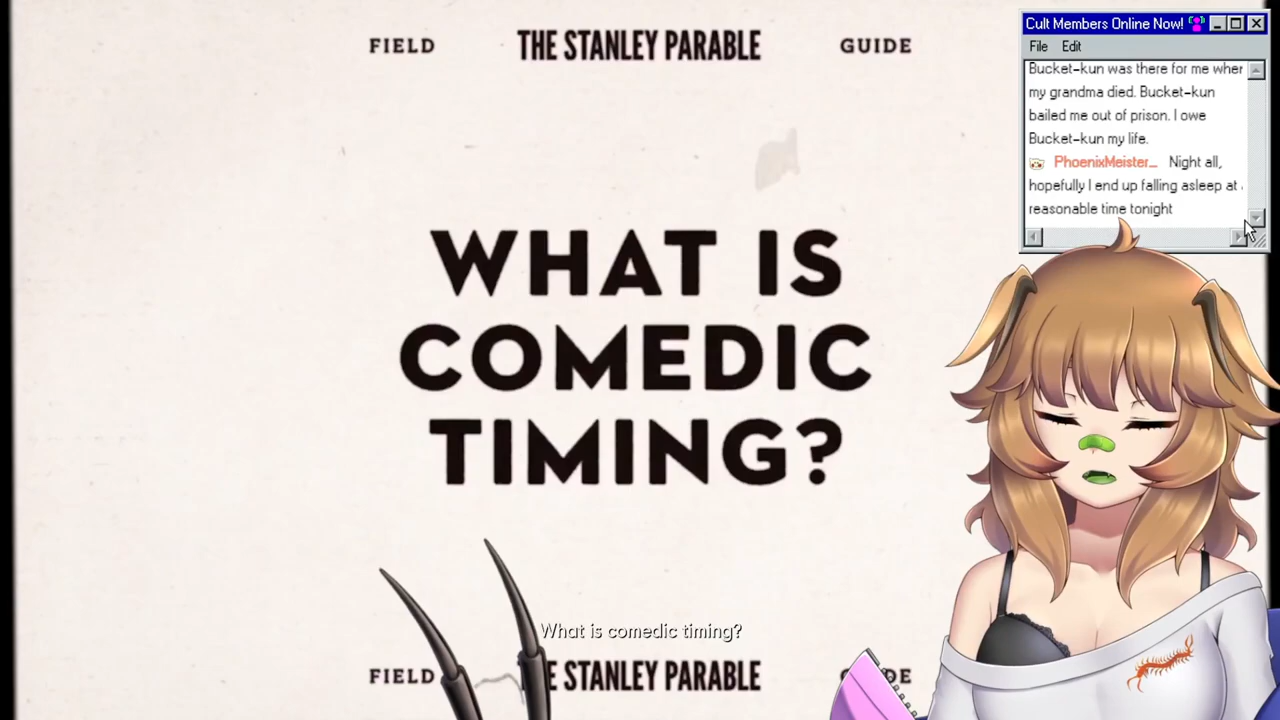 FIELD THE STANLEY PARABLE GUIDE
WHAT IS
COMEDIC
TIMING?
What is comedic timing?
FIELD THE STANLEY PARABLE
Cult Members Online Now!
File Edit
Bucket-kun was there for me when
my grandma died. Bucket-kun
bailed me out of prison. I owe
Bucket-kun my life.
PhoenixMeister_ Night all,
hopefully I end up falling asleep at
reasonable time tonight